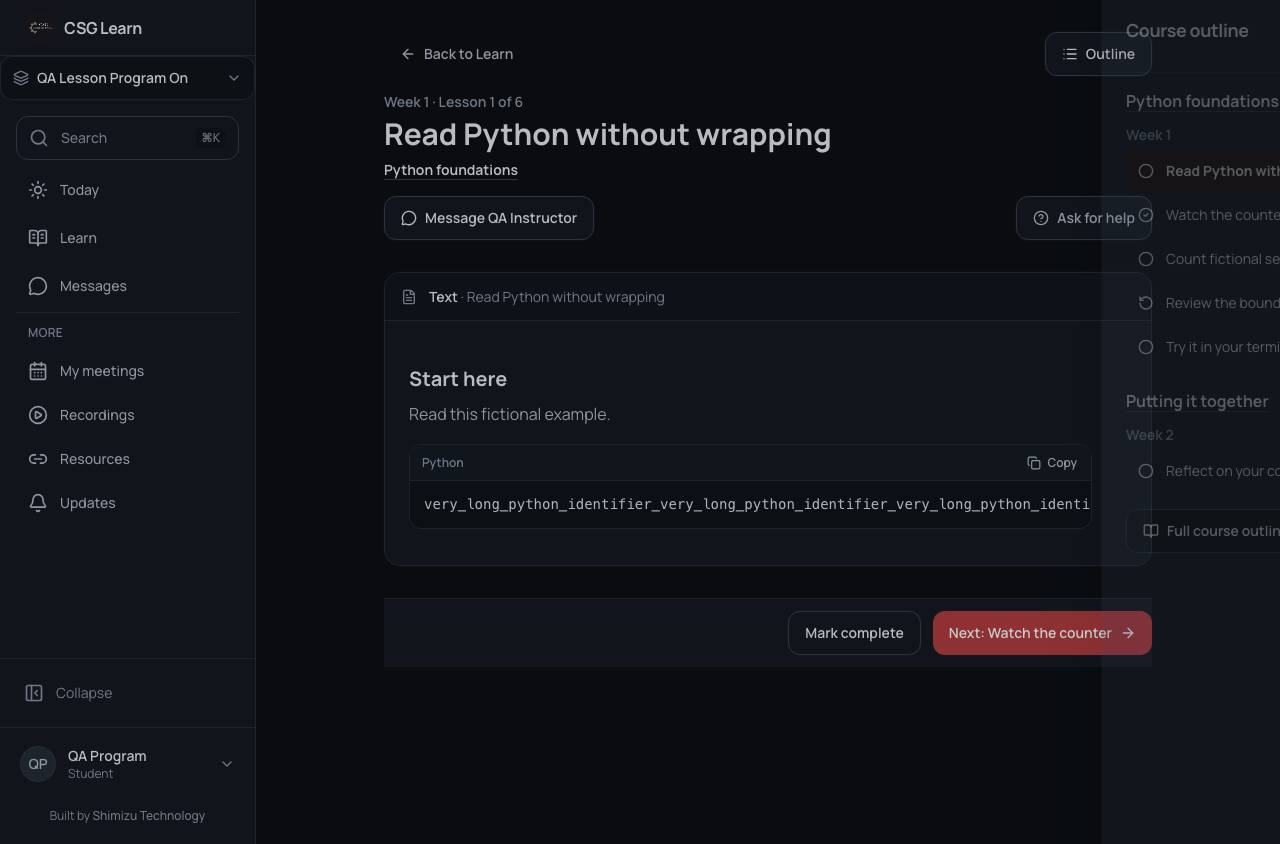 CSG Learn
QA Lesson Program On
Search ⌘K
Today
Learn
Messages
MORE
My meetings
Recordings
Resources
Updates
Collapse
QP
QA Program
Student
Built by Shimizu Technology
Back to Learn
Outline
Week 1 · Lesson 1 of 6
Read Python without wrapping
Python foundations
Message QA Instructor
Ask for help
Text · Read Python without wrapping
Start here
Read this fictional example.
Python
Copy
very_long_python_identifier_very_long_python_identifier_very_long_python_identi
Mark complete
Next: Watch the counter
Course outline
Python foundations
Week 1
Read Python with
Watch the counte
Count fictional se
Review the bound
Try it in your termi
Putting it together
Week 2
Reflect on your co
Full course outlin